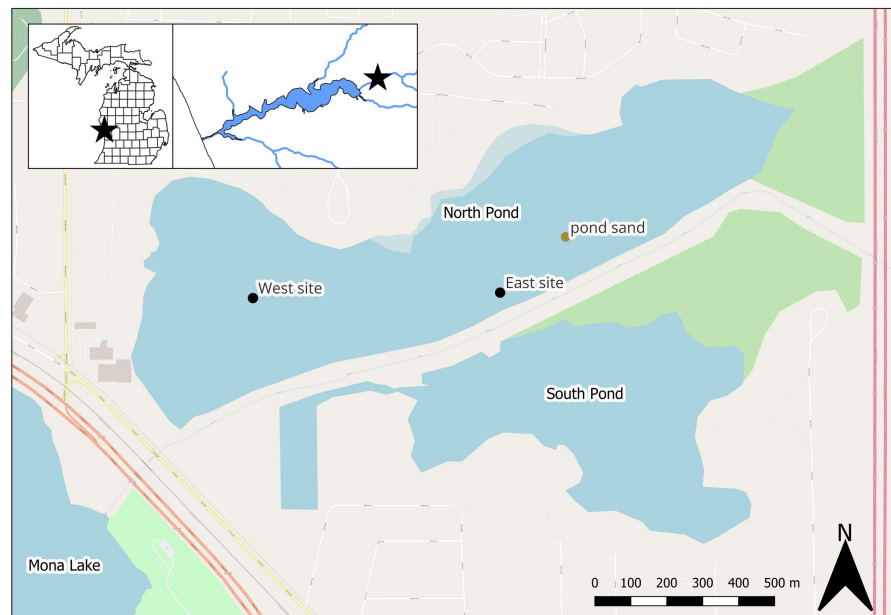 North Pond
pond sand
West site
East site
South Pond
Mona Lake
N
0 100 200 300 400 500 m